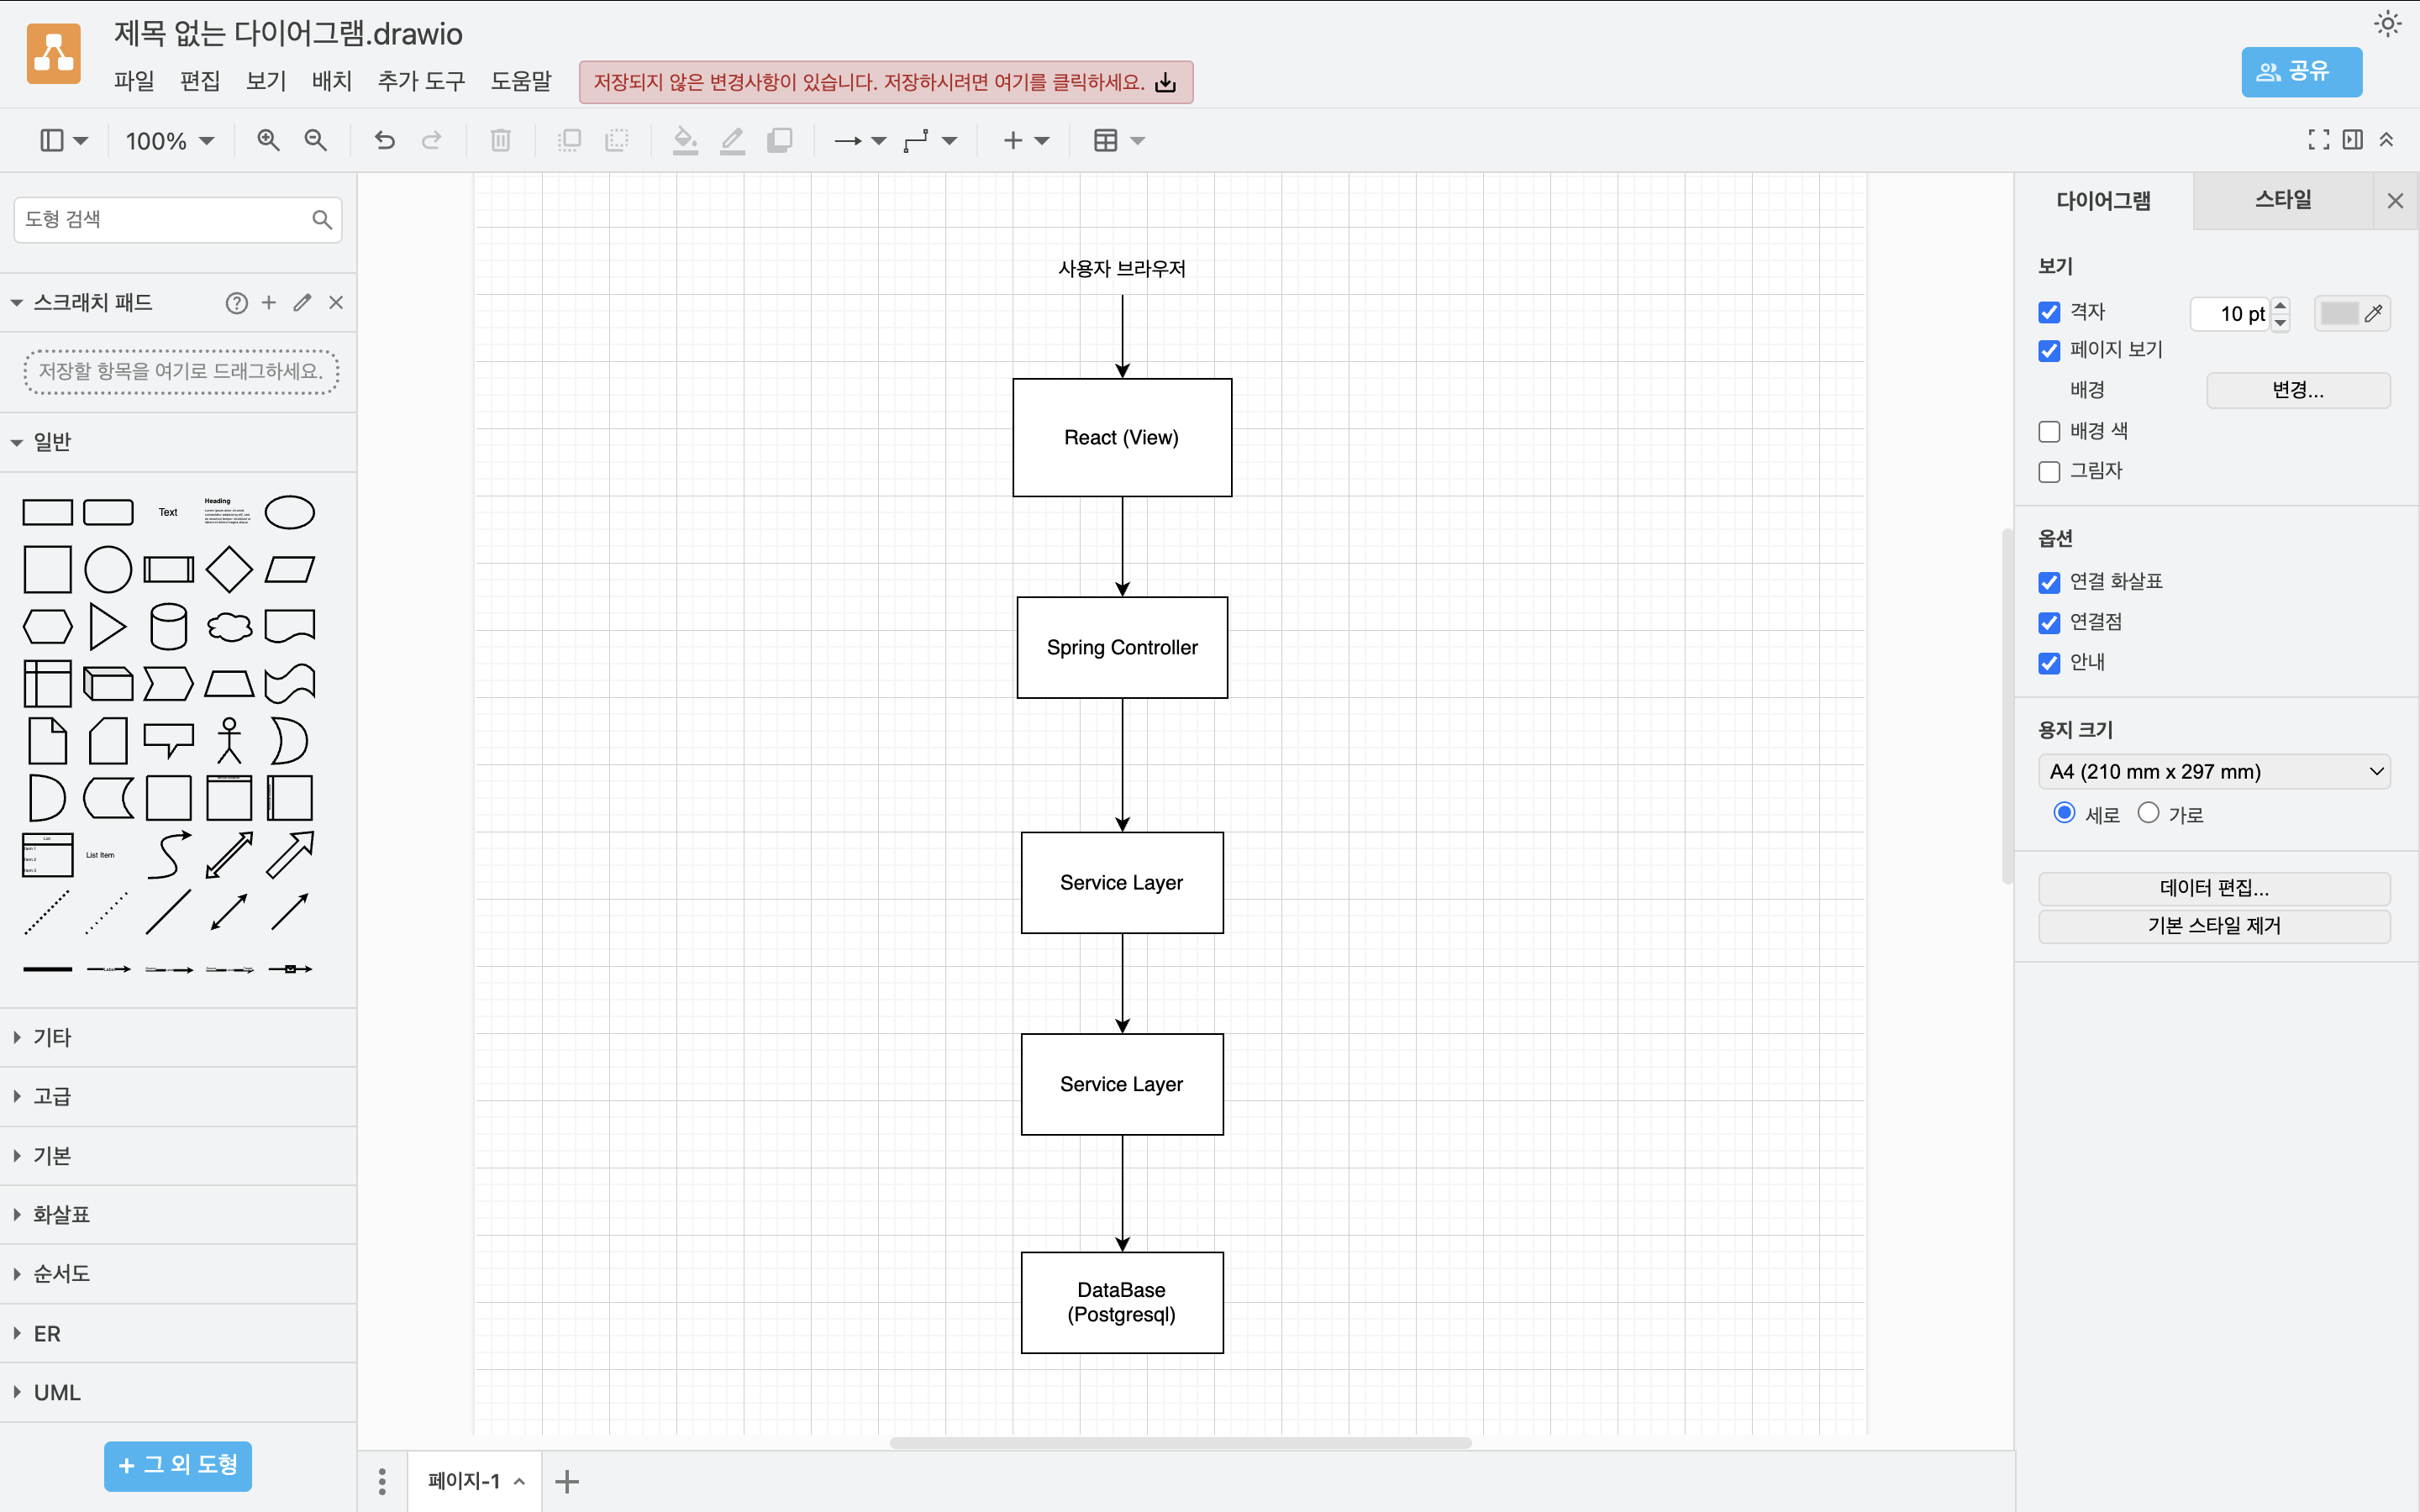 제목 없는 다이어그램.drawio
파일 편집 보기 배치 추가 도구 도움말
저장되지 않은 변경사항이 있습니다. 저장하시려면 여기를 클릭하세요.
공유
100%
도형 검색
스크래치 패드
저장할 항목을 여기로 드래그하세요.
일반
Text
Heading
List
Item 1
Item 2
Item 3
List Item
기타
고급
기본
화살표
순서도
ER
UML
+ 그 외 도형
사용자 브라우저
React (View)
Spring Controller
Service Layer
Service Layer
DataBase
(Postgresql)
페이지-1
다이어그램
스타일
보기
격자
10 pt
페이지 보기
배경
변경...
배경 색
그림자
옵션
연결 화살표
연결점
안내
용지 크기
A4 (210 mm x 297 mm)
세로 가로
데이터 편집...
기본 스타일 제거